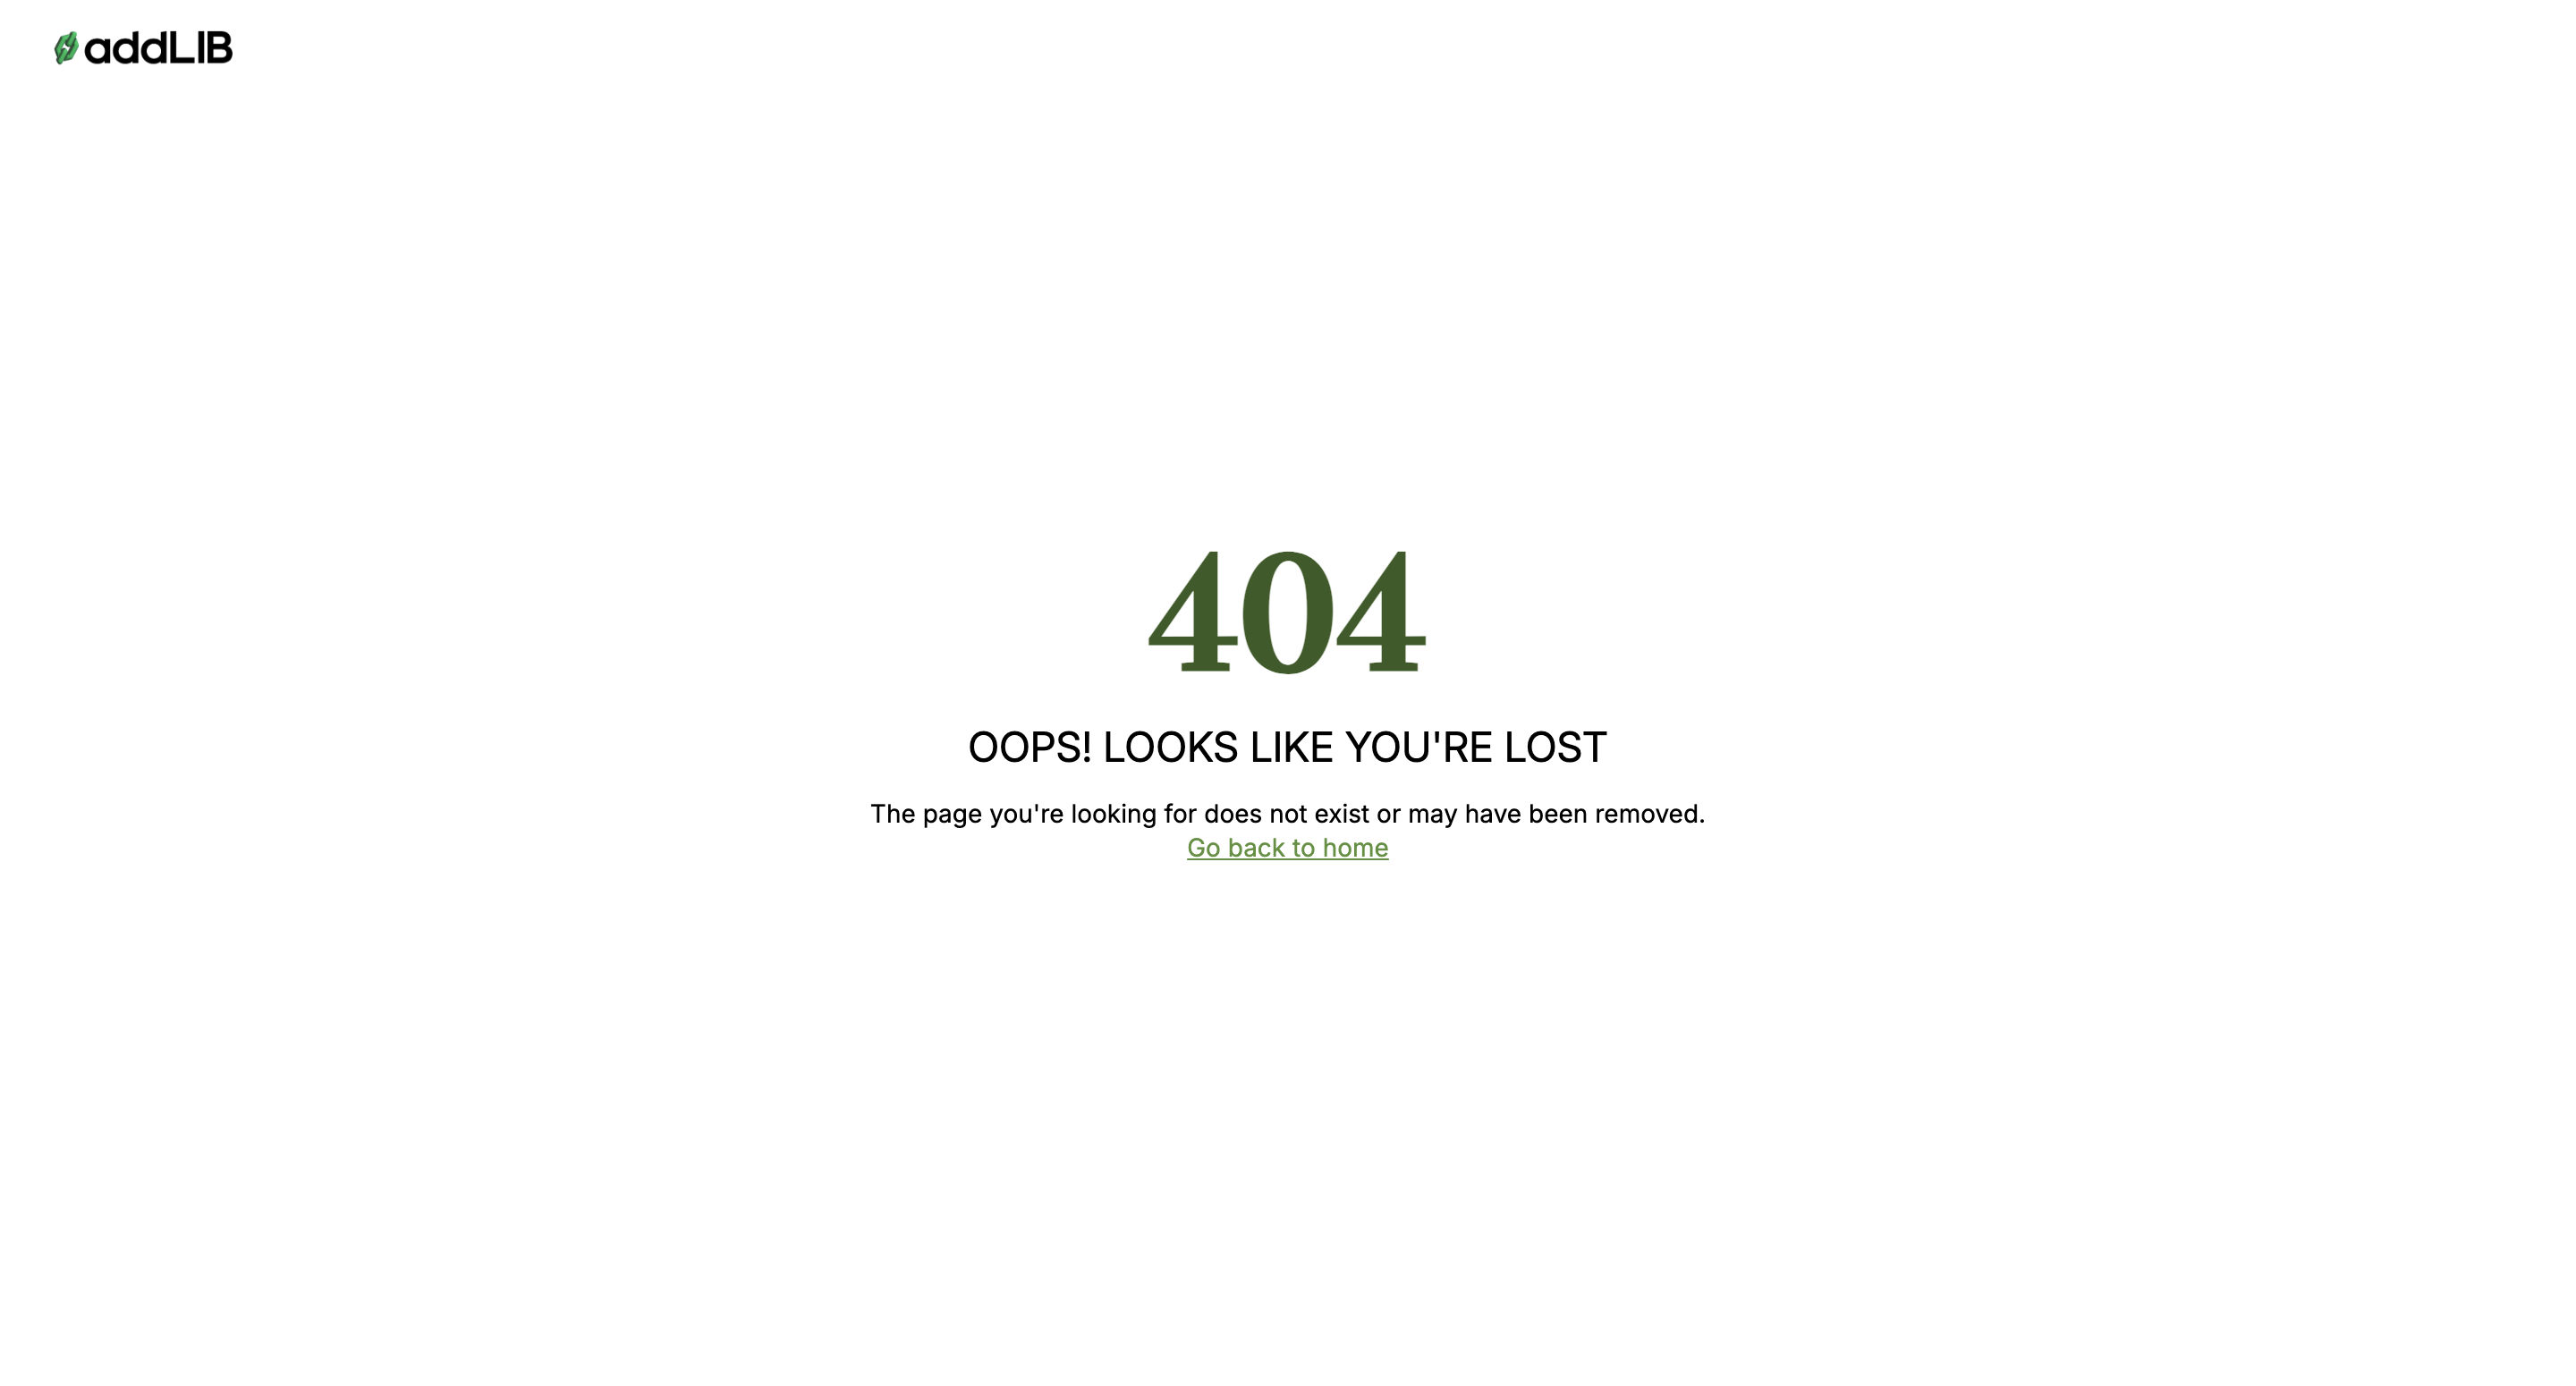 addLIB
404
OOPS! LOOKS LIKE YOU'RE LOST
The page you're looking for does not exist or may have been removed.
Go back to home